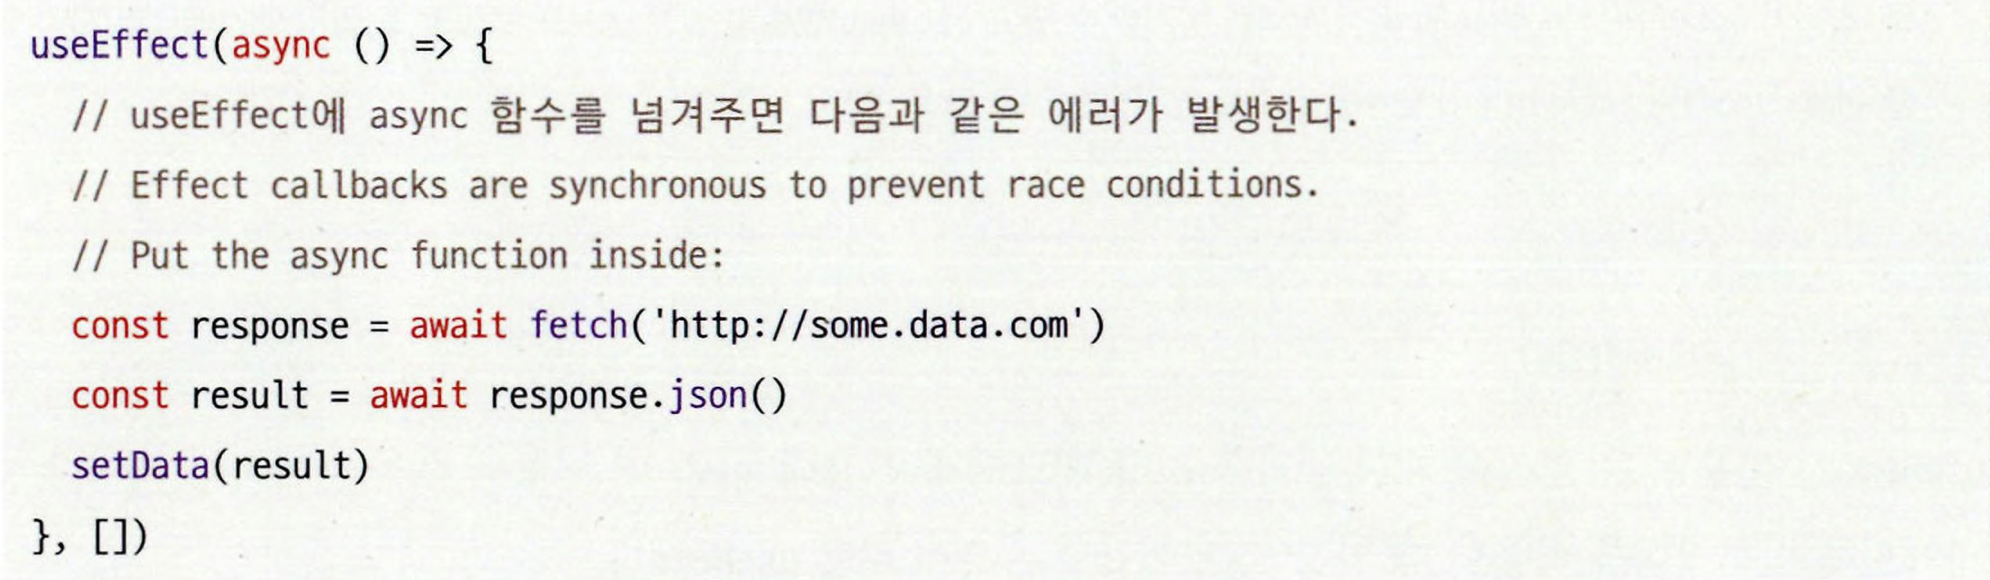 useEffect(async () => {
  // useEffect에 async 함수를 넘겨주면 다음과 같은 에러가 발생한다.
  // Effect callbacks are synchronous to prevent race conditions.
  // Put the async function inside:
  const response = await fetch('http://some.data.com')
  const result = await response.json()
  setData(result)
}, [])